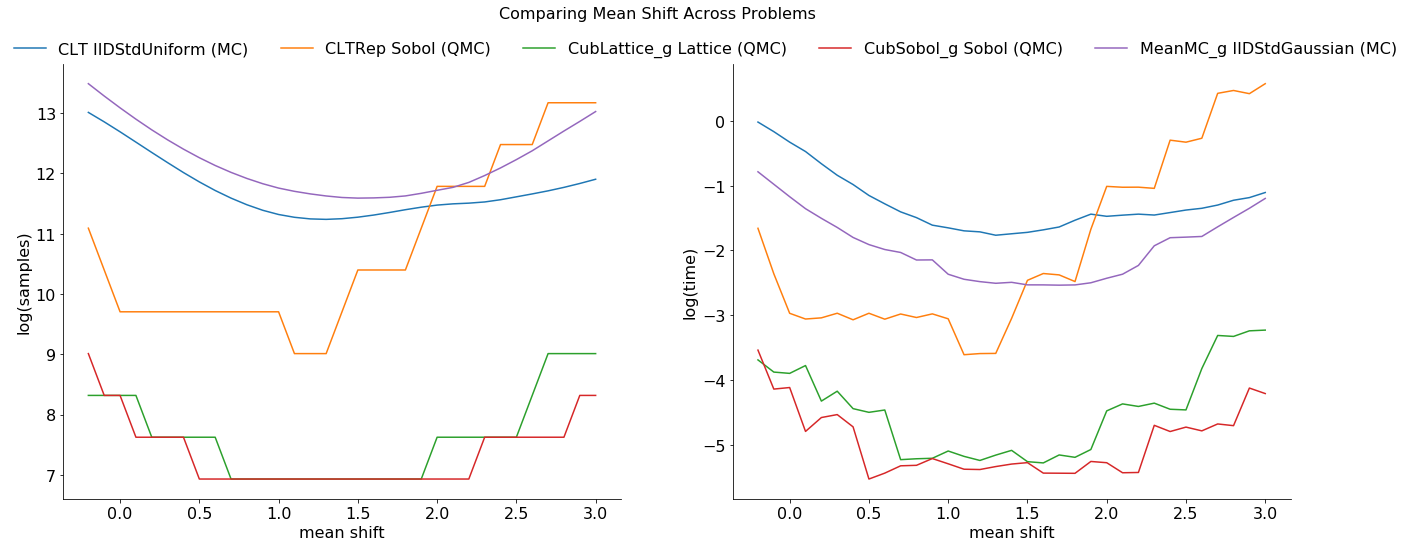 Comparing Mean Shift Across Problems
CLT IIDStdUniform (MC) CLTRep Sobol (QMC) CubLattice_g Lattice (QMC) CubSobol_g Sobol (QMC) MeanMC_g IIDStdGaussian (MC)
log(samples)
13
12
11
10
9
8
7
0.0 0.5 1.0 1.5 2.0 2.5 3.0
mean shift
log(time)
0
−1
−2
−3
−4
−5
0.0 0.5 1.0 1.5 2.0 2.5 3.0
mean shift